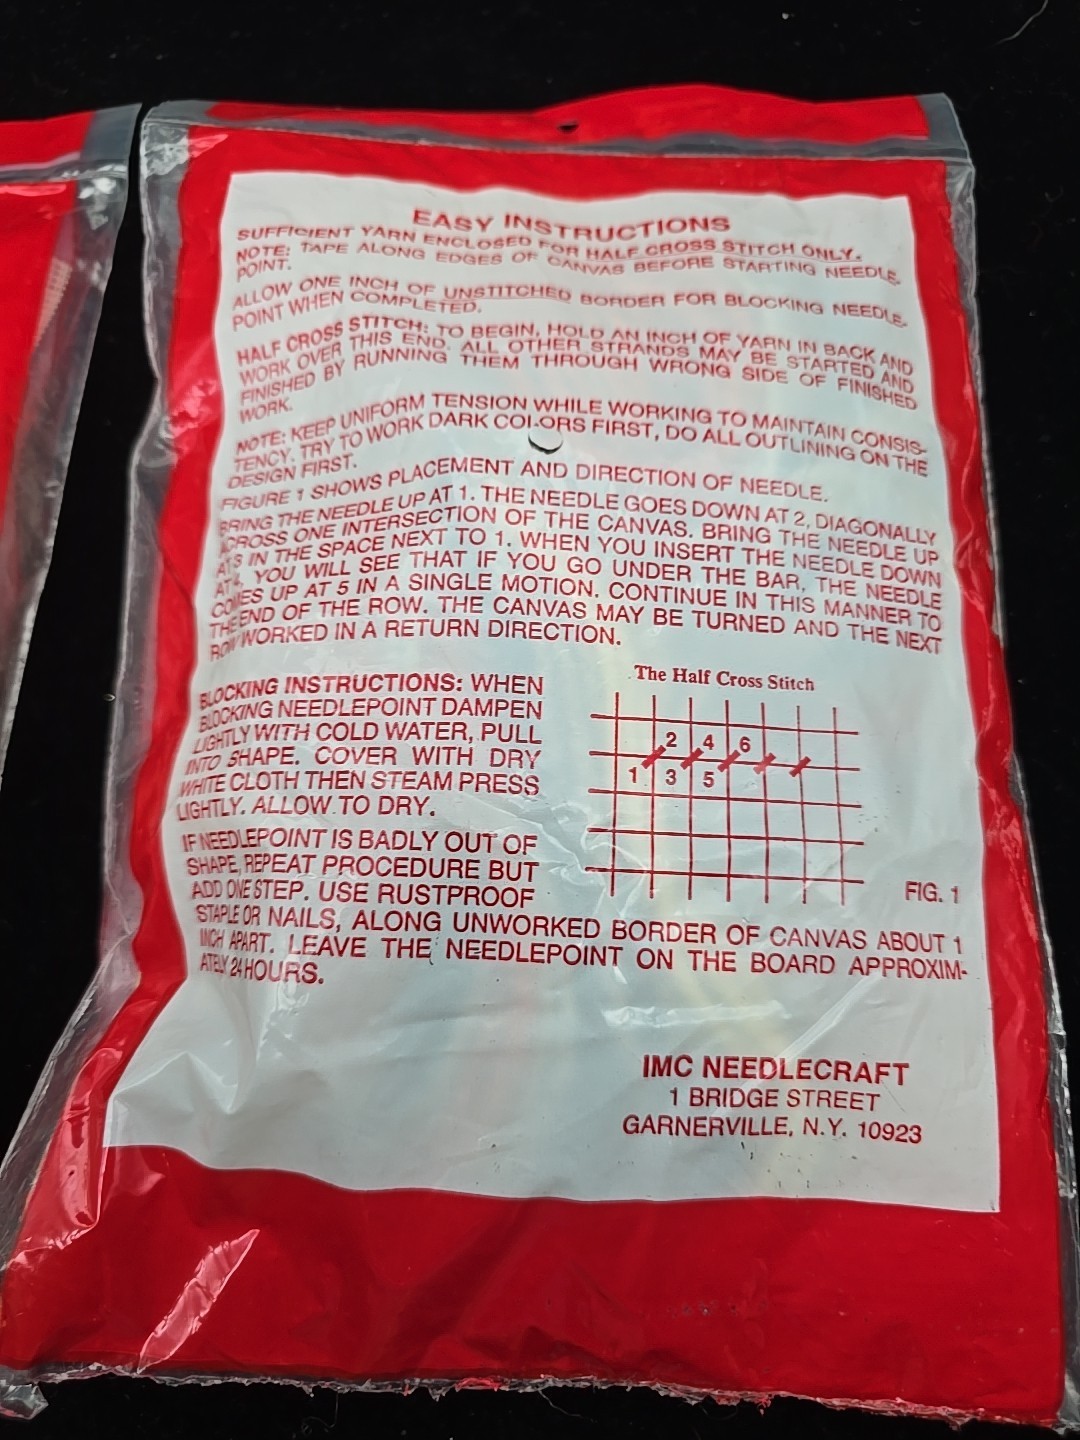 EASY INSTRUCTIONS
SUFFICIENT YARN ENCLOSED FOR HALF CROSS STITCH ONLY.
NOTE: TAPE ALONG EDGES OF CANVAS BEFORE STARTING NEEDLE-
POINT.
ALLOW ONE INCH OF UNSTITCHED BORDER FOR BLOCKING NEEDLE-
POINT WHEN COMPLETED.
HALF CROSS STITCH: TO BEGIN, HOLD AN INCH OF YARN IN BACK AND
WORK OVER THIS END. ALL OTHER STRANDS MAY BE STARTED AND
FINISHED BY RUNNING THEM THROUGH WRONG SIDE OF FINISHED
WORK.
NOTE: KEEP UNIFORM TENSION WHILE WORKING TO MAINTAIN CONSIS-
TENCY. TRY TO WORK DARK COLORS FIRST, DO ALL OUTLINING ON THE
DESIGN FIRST.
FIGURE 1 SHOWS PLACEMENT AND DIRECTION OF NEEDLE.
BRING THE NEEDLE UP AT 1. THE NEEDLE GOES DOWN AT 2, DIAGONALLY
ACROSS ONE INTERSECTION OF THE CANVAS. BRING THE NEEDLE UP
AT 3 IN THE SPACE NEXT TO 1. WHEN YOU INSERT THE NEEDLE DOWN
AT 4, YOU WILL SEE THAT IF YOU GO UNDER THE BAR, THE NEEDLE
COMES UP AT 5 IN A SINGLE MOTION. CONTINUE IN THIS MANNER TO
THE END OF THE ROW. THE CANVAS MAY BE TURNED AND THE NEXT
ROW WORKED IN A RETURN DIRECTION.
BLOCKING INSTRUCTIONS: WHEN
BLOCKING NEEDLEPOINT DAMPEN
LIGHTLY WITH COLD WATER, PULL
INTO SHAPE. COVER WITH DRY
WHITE CLOTH THEN STEAM PRESS
LIGHTLY. ALLOW TO DRY.
IF NEEDLEPOINT IS BADLY OUT OF
SHAPE, REPEAT PROCEDURE BUT
ADD ONE STEP. USE RUSTPROOF
STAPLE OR NAILS, ALONG UNWORKED BORDER OF CANVAS ABOUT 1
INCH APART. LEAVE THE NEEDLEPOINT ON THE BOARD APPROXIM-
ATELY 24 HOURS.
The Half Cross Stitch
2 4 6
1 3 5
FIG. 1
IMC NEEDLECRAFT
1 BRIDGE STREET
GARNERVILLE, N.Y. 10923